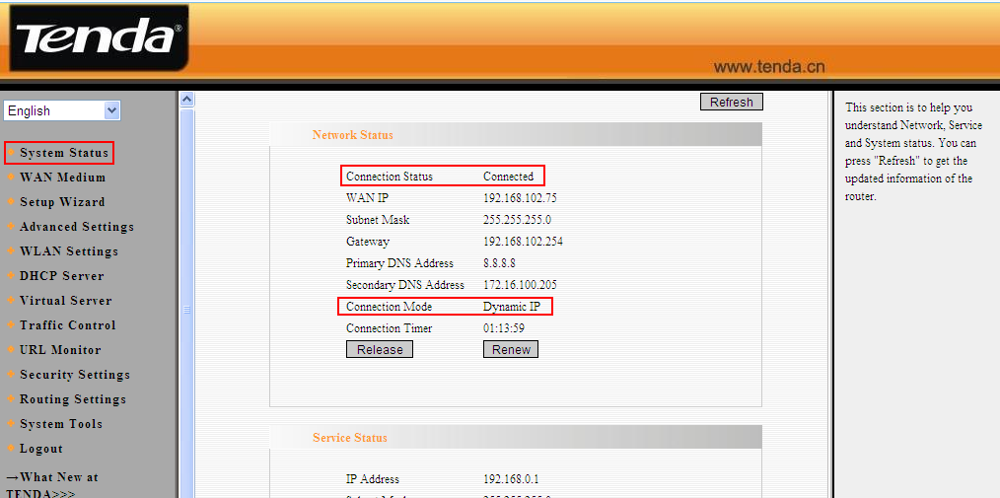 Tenda®
www.tenda.cn
English
System Status
WAN Medium
Setup Wizard
Advanced Settings
WLAN Settings
DHCP Server
Virtual Server
Traffic Control
URL Monitor
Security Settings
Routing Settings
System Tools
Logout
→What New at
TENDA>>>
Refresh
Network Status
Connection Status Connected
WAN IP 192.168.102.75
Subnet Mask 255.255.255.0
Gateway 192.168.102.254
Primary DNS Address 8.8.8.8
Secondary DNS Address 172.16.100.205
Connection Mode Dynamic IP
Connection Timer 01:13:59
Release Renew
Service Status
IP Address 192.168.0.1
This section is to help you
understand Network, Service
and System status. You can
press "Refresh" to get the
updated information of the
router.